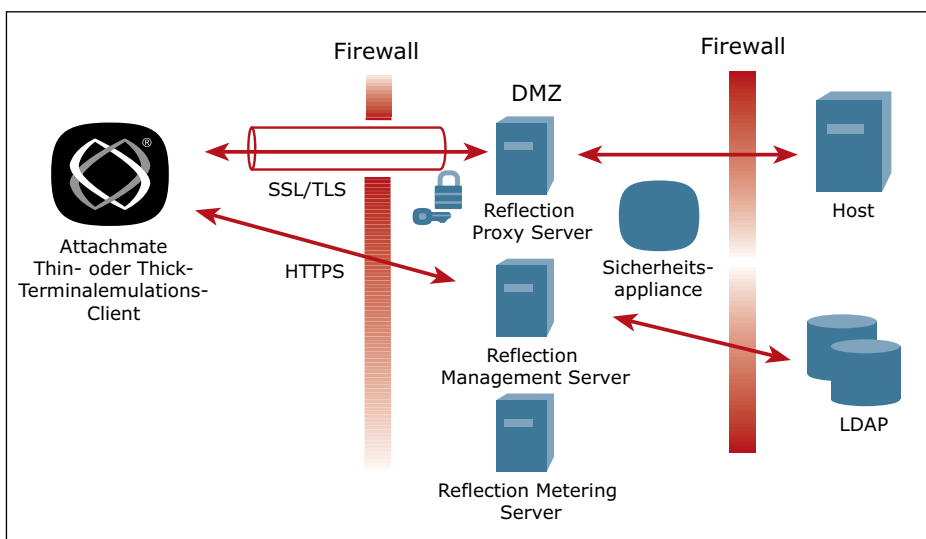 Firewall
Firewall
DMZ
®
SSL/TLS
Reflection
Proxy Server
Host
Attachmate
Thin- oder Thick-
Terminalemulations-
Client
HTTPS
Sicherheits-
appliance
Reflection
Management Server
LDAP
Reflection Metering
Server